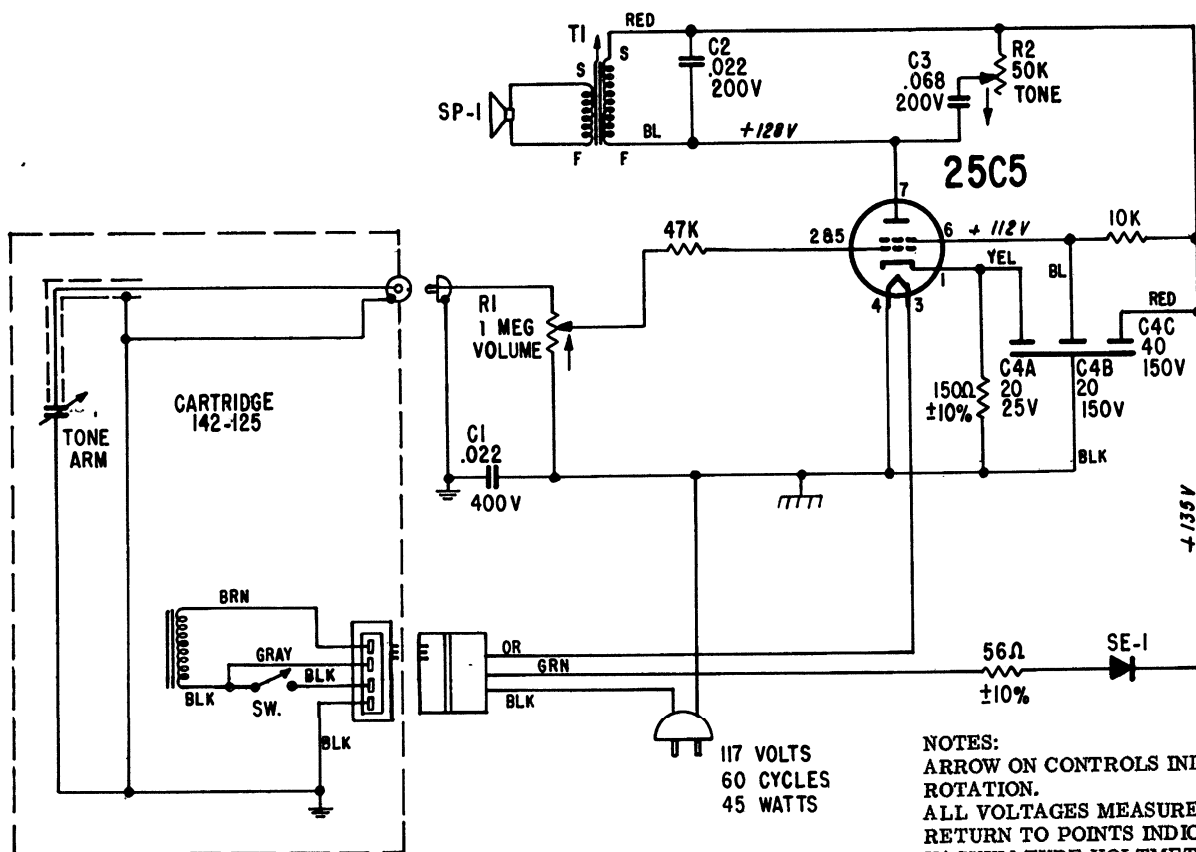 RED
T1
S
S
C2
.022
200V
C3
.068
200V
R2
50K
TONE
SP-1
BL
+128V
F
F
25C5
7
47K
2&5
6
+ 112V
10K
YEL
1
BL
4
3
RED
R1
1 MEG
VOLUME
C4A
20
25V
C4B
20
150V
C4C
40
150V
150Ω
±10%
CARTRIDGE
142-125
TONE
ARM
C1
.022
400V
BLK
+135V
BRN
GRAY
BLK
BLK
SW.
BLK
OR
GRN
BLK
56Ω
±10%
SE-1
117 VOLTS
60 CYCLES
45 WATTS
NOTES:
ARROW ON CONTROLS IND
ROTATION.
ALL VOLTAGES MEASURE
RETURN TO POINTS INDIC